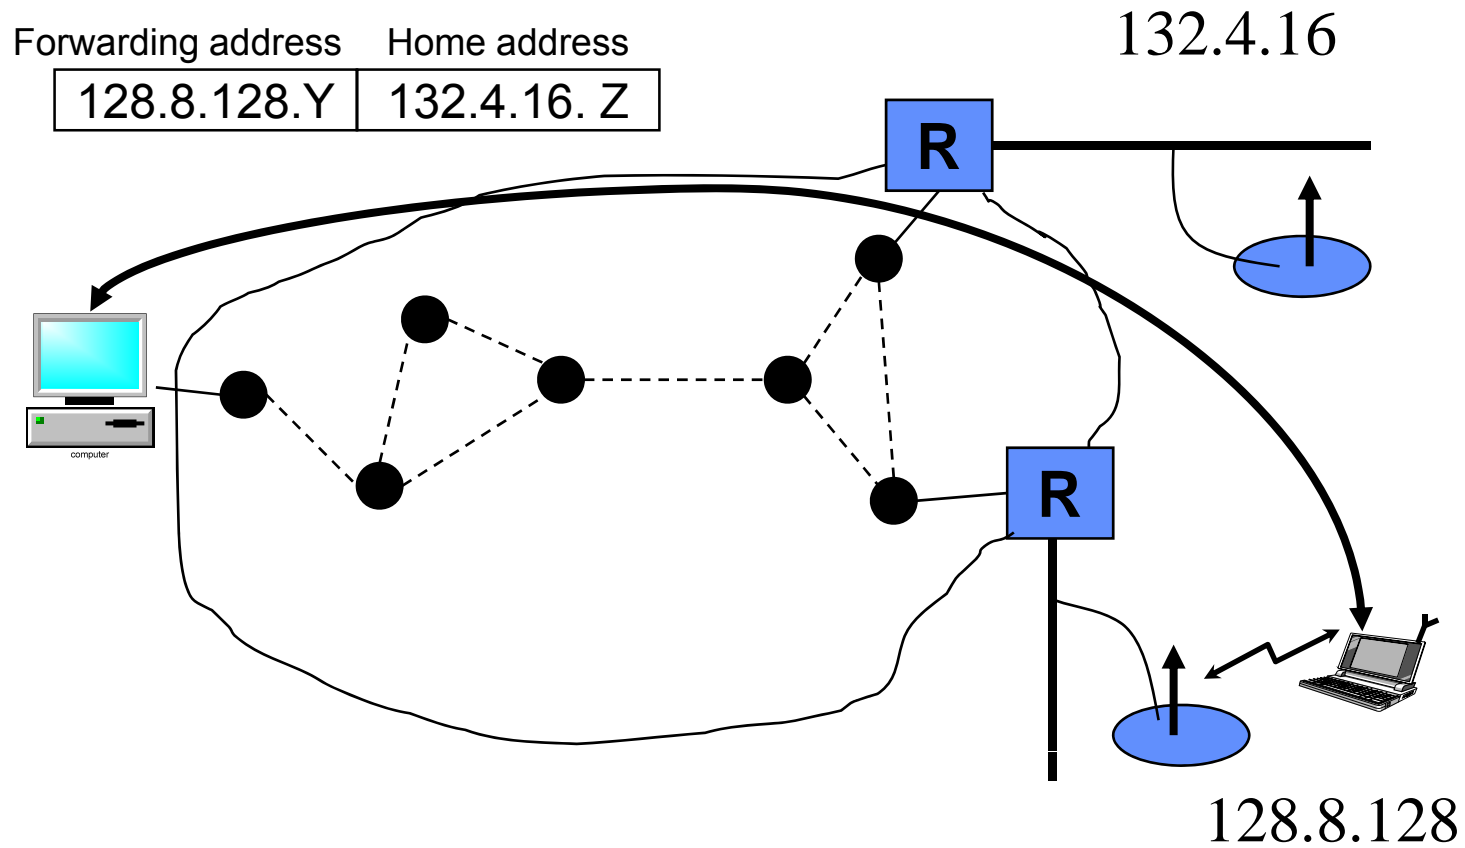 Forwarding address Home address
132.4.16
128.8.128.Y 132.4.16. Z
R
R
computer
128.8.128